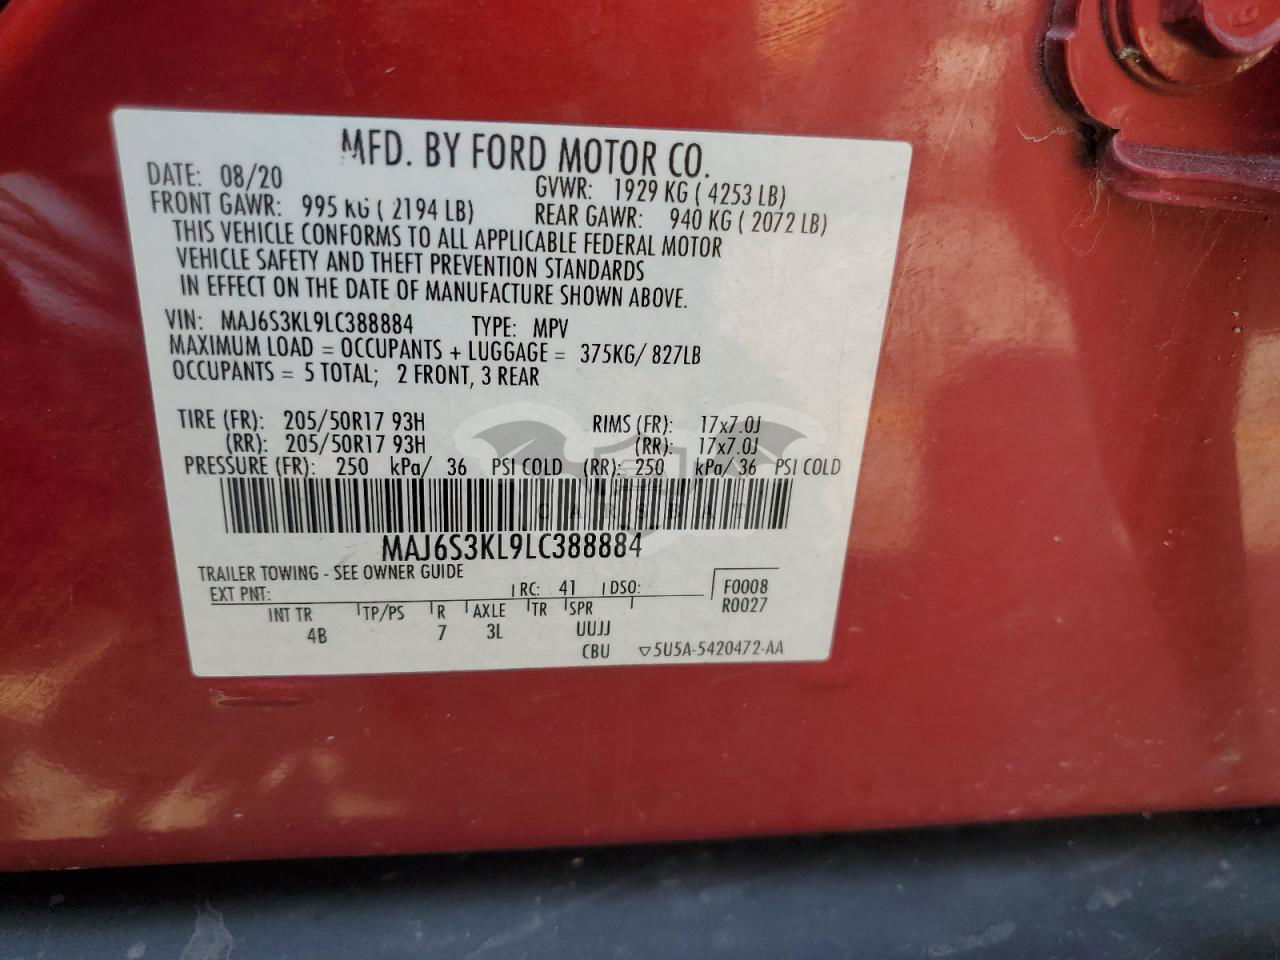 MFD. BY FORD MOTOR CO.
DATE: 08/20 GVWR: 1929 KG ( 4253 LB)
FRONT GAWR: 995 KG ( 2194 LB) REAR GAWR: 940 KG ( 2072 LB)
THIS VEHICLE CONFORMS TO ALL APPLICABLE FEDERAL MOTOR
VEHICLE SAFETY AND THEFT PREVENTION STANDARDS
IN EFFECT ON THE DATE OF MANUFACTURE SHOWN ABOVE.
VIN: MAJ6S3KL9LC388884 TYPE: MPV
MAXIMUM LOAD = OCCUPANTS + LUGGAGE = 375KG/ 827LB
OCCUPANTS = 5 TOTAL; 2 FRONT, 3 REAR
TIRE (FR): 205/50R17 93H RIMS (FR): 17x7.0J
(RR): 205/50R17 93H (RR): 17x7.0J
PRESSURE (FR): 250 kPa/ 36 PSI COLD (RR): 250 kPa/ 36 PSI COLD
MAJ6S3KL9LC388884
TRAILER TOWING - SEE OWNER GUIDE
EXT PNT: RC: 41 DSO: F0008
R0027
INT TR TP/PS R AXLE TR SPR
4B 7 3L UUJJ
CBU ▽5U5A-5420472-AA